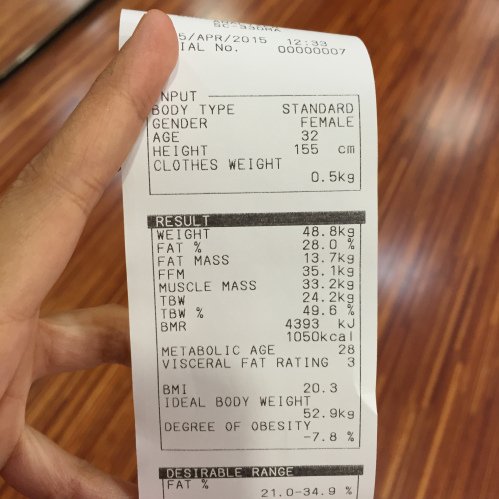 5/APR/2015 12:33
IAL No. 00000007
NPUT
BODY TYPE STANDARD
GENDER FEMALE
AGE 32
HEIGHT 155 cm
CLOTHES WEIGHT
0.5kg
RESULT
WEIGHT 48.8kg
FAT % 28.0 %
FAT MASS 13.7kg
FFM 35.1kg
MUSCLE MASS 33.2kg
TBW 24.2kg
TBW % 49.6 %
BMR 4393 kJ
1050kcal
METABOLIC AGE 28
VISCERAL FAT RATING 3
BMI 20.3
IDEAL BODY WEIGHT
52.9kg
DEGREE OF OBESITY
-7.8 %
DESIRABLE RANGE
FAT % 21.0-34.9 %